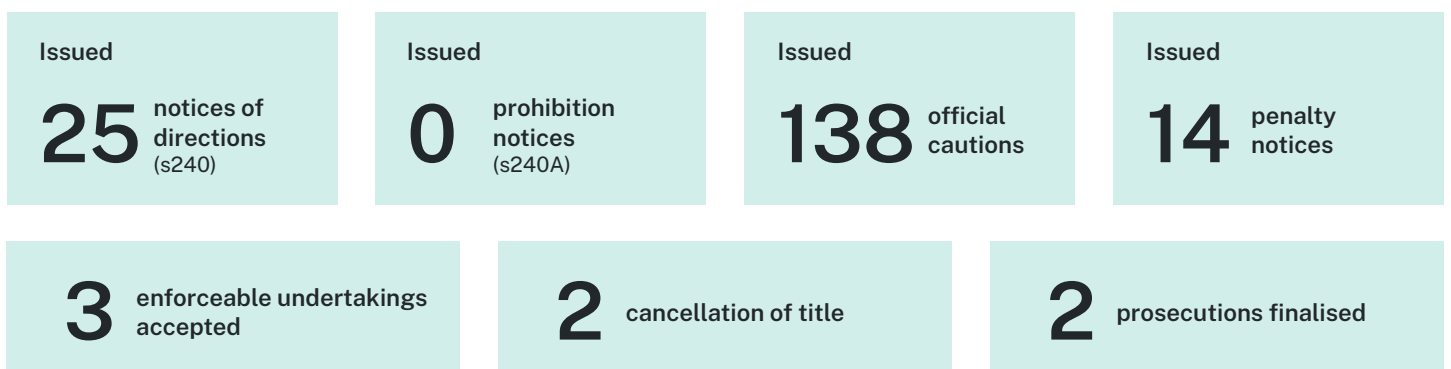 Issued
25 notices of
directions
(s240)
Issued
0 prohibition
notices
(s240A)
Issued
138 official
cautions
Issued
14 penalty
notices
3 enforceable undertakings
accepted
2 cancellation of title
2 prosecutions finalised